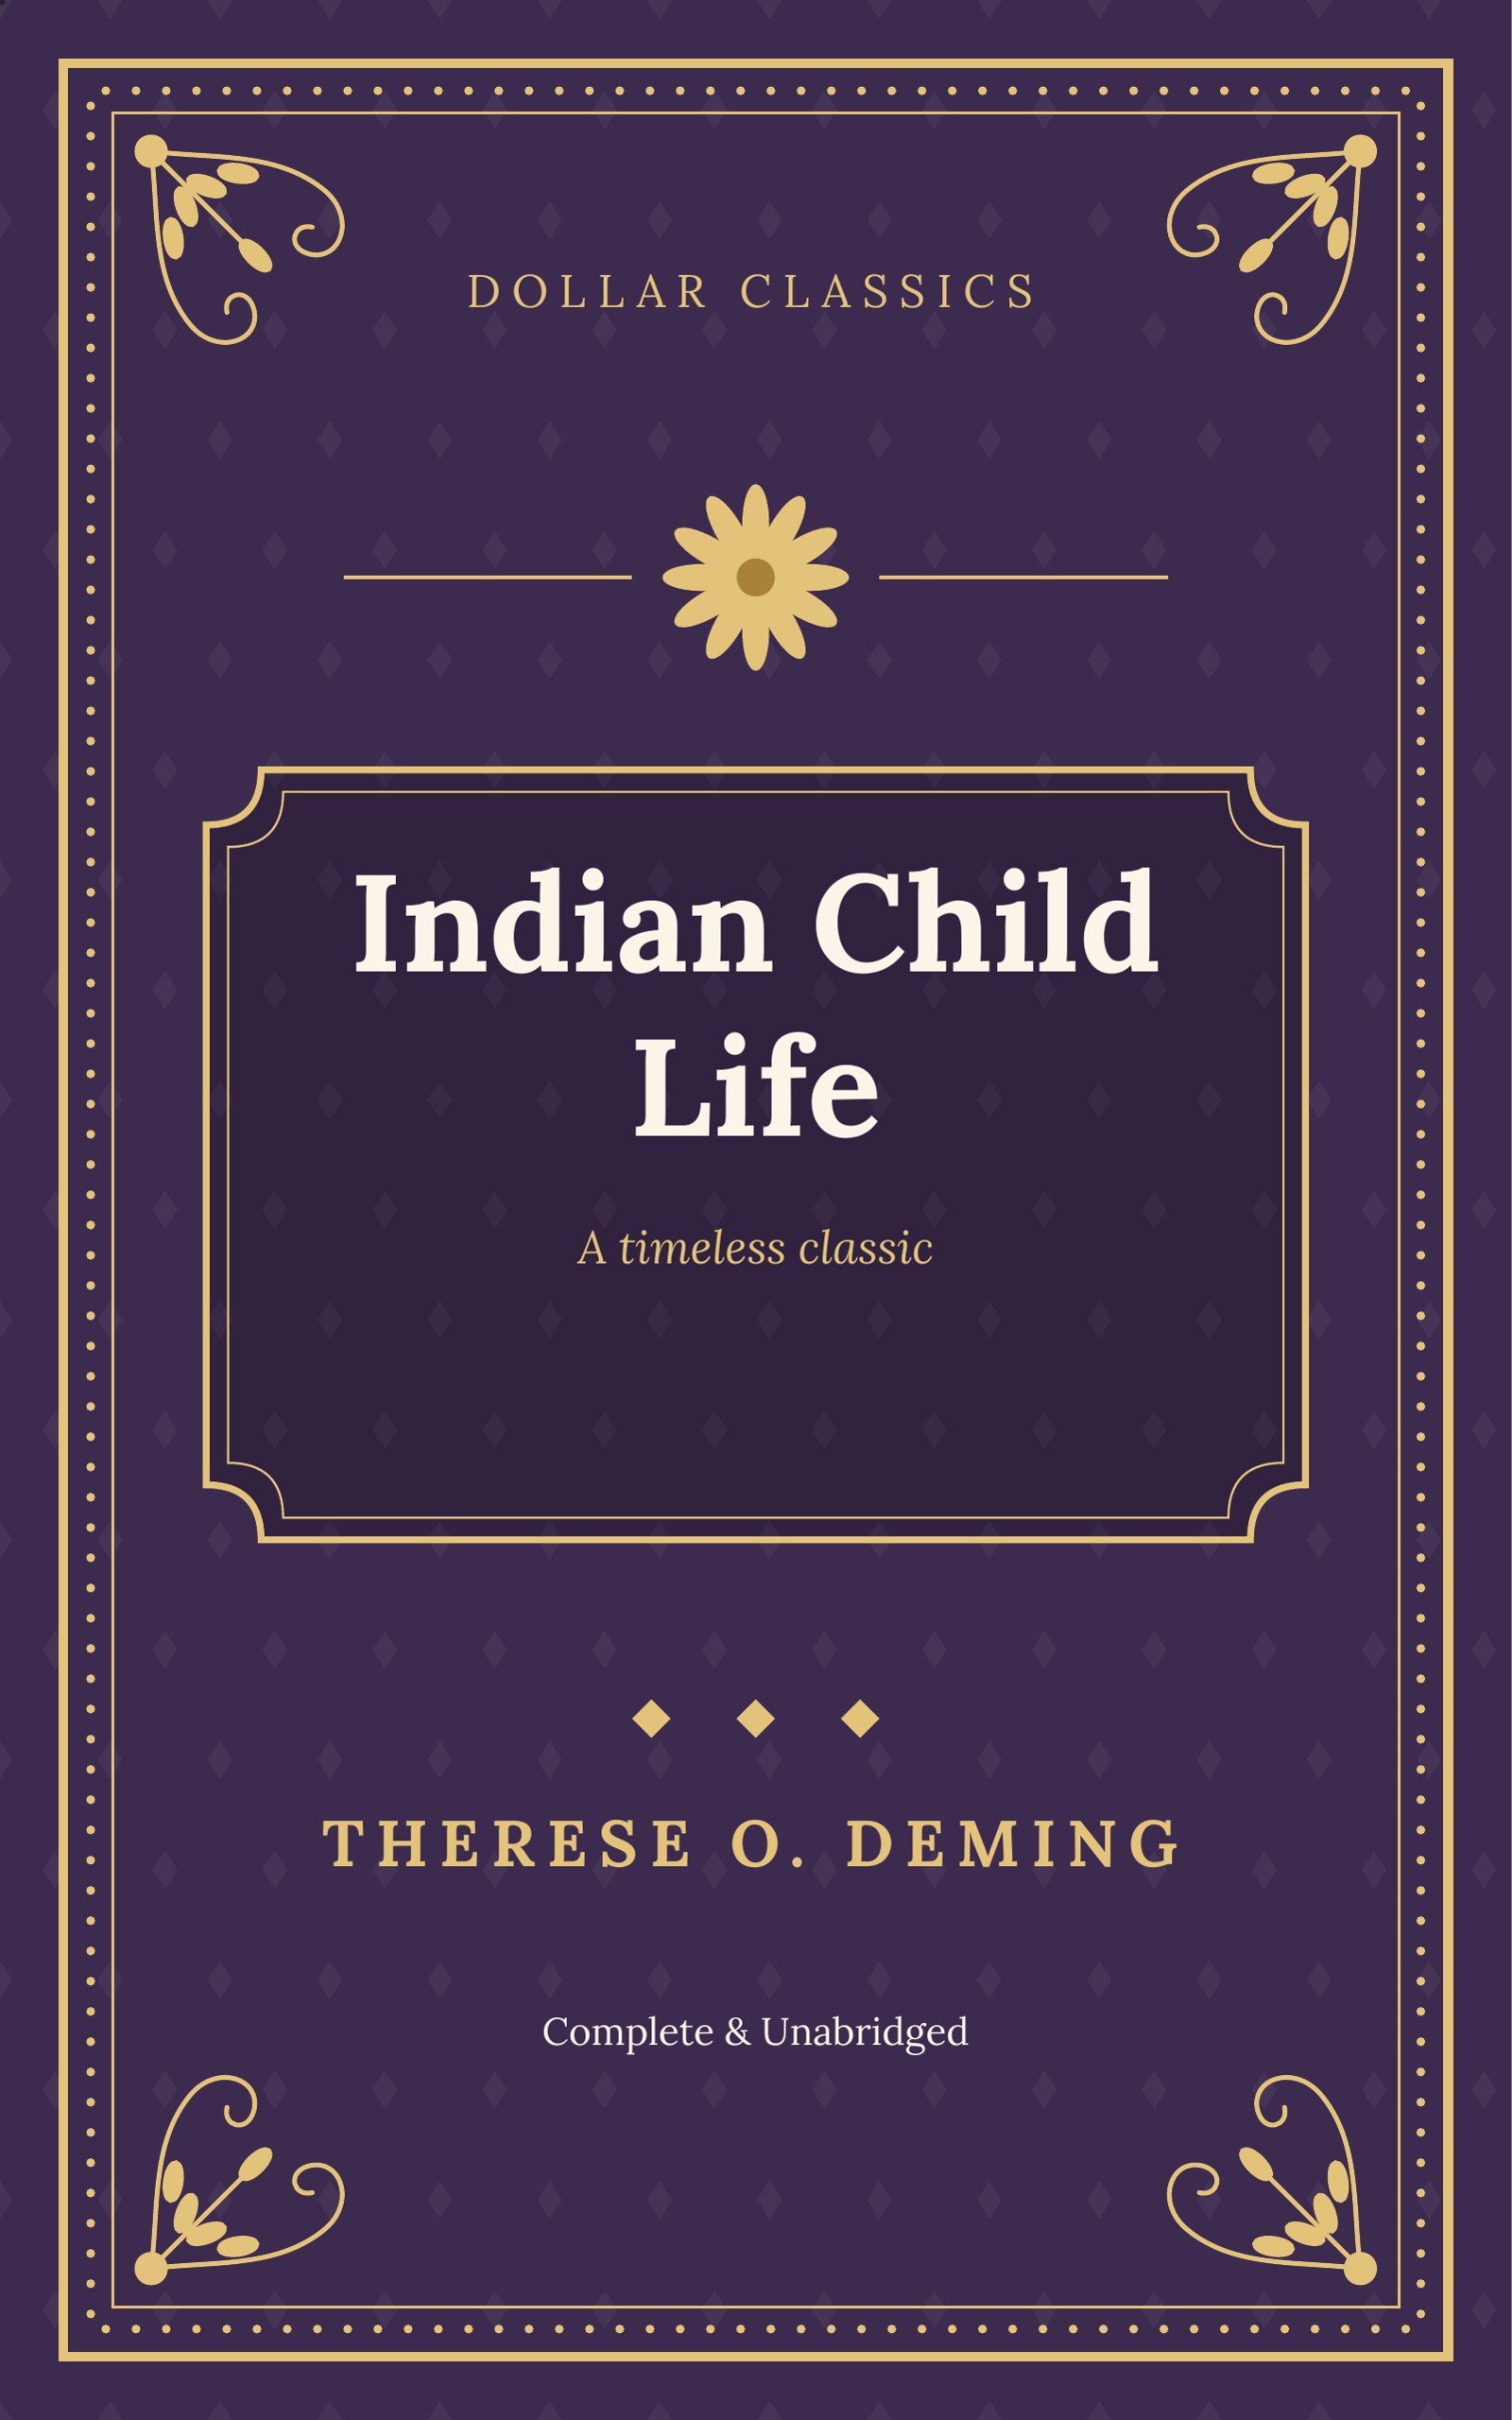 DOLLAR CLASSICS
Indian Child
Life
A timeless classic
THERESE O. DEMING
Complete & Unabridged